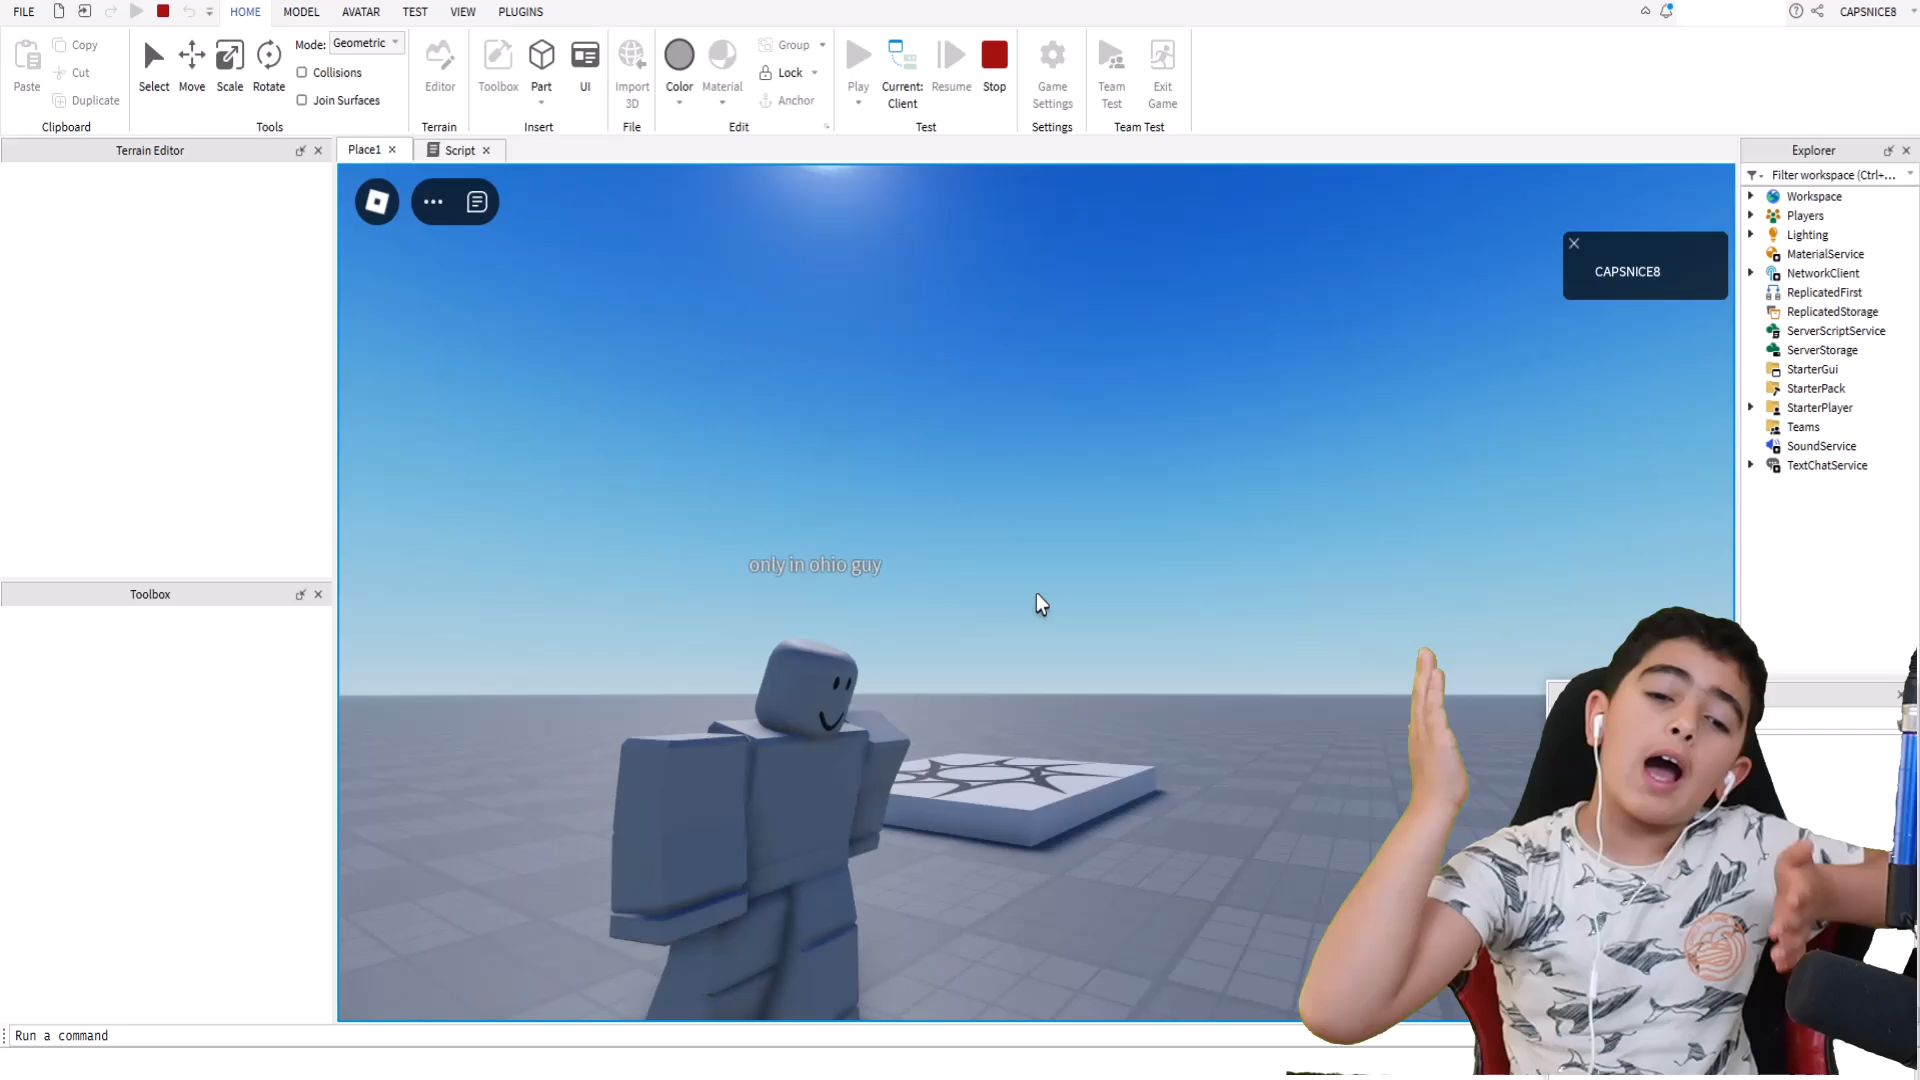 FILE HOME MODEL AVATAR TEST VIEW PLUGINS CAPSNICE8
Paste
Copy
Cut
Duplicate
Clipboard
Select
Move
Scale
Rotate
Mode: Geometric
Collisions
Join Surfaces
Tools
Editor
Terrain
Toolbox
Part
UI
Insert
Import
3D
File
Color
Material
Group
Lock
Anchor
Edit
Play
Current:
Client
Resume
Stop
Test
Game
Settings
Settings
Team
Test
Exit
Game
Team Test
Terrain Editor
Toolbox
Place1
Script
CAPSNICE8
only in ohio guy
Explorer
Filter workspace (Ctrl+...
Workspace
Players
Lighting
MaterialService
NetworkClient
ReplicatedFirst
ReplicatedStorage
ServerScriptService
ServerStorage
StarterGui
StarterPack
StarterPlayer
Teams
SoundService
TextChatService
Run a command